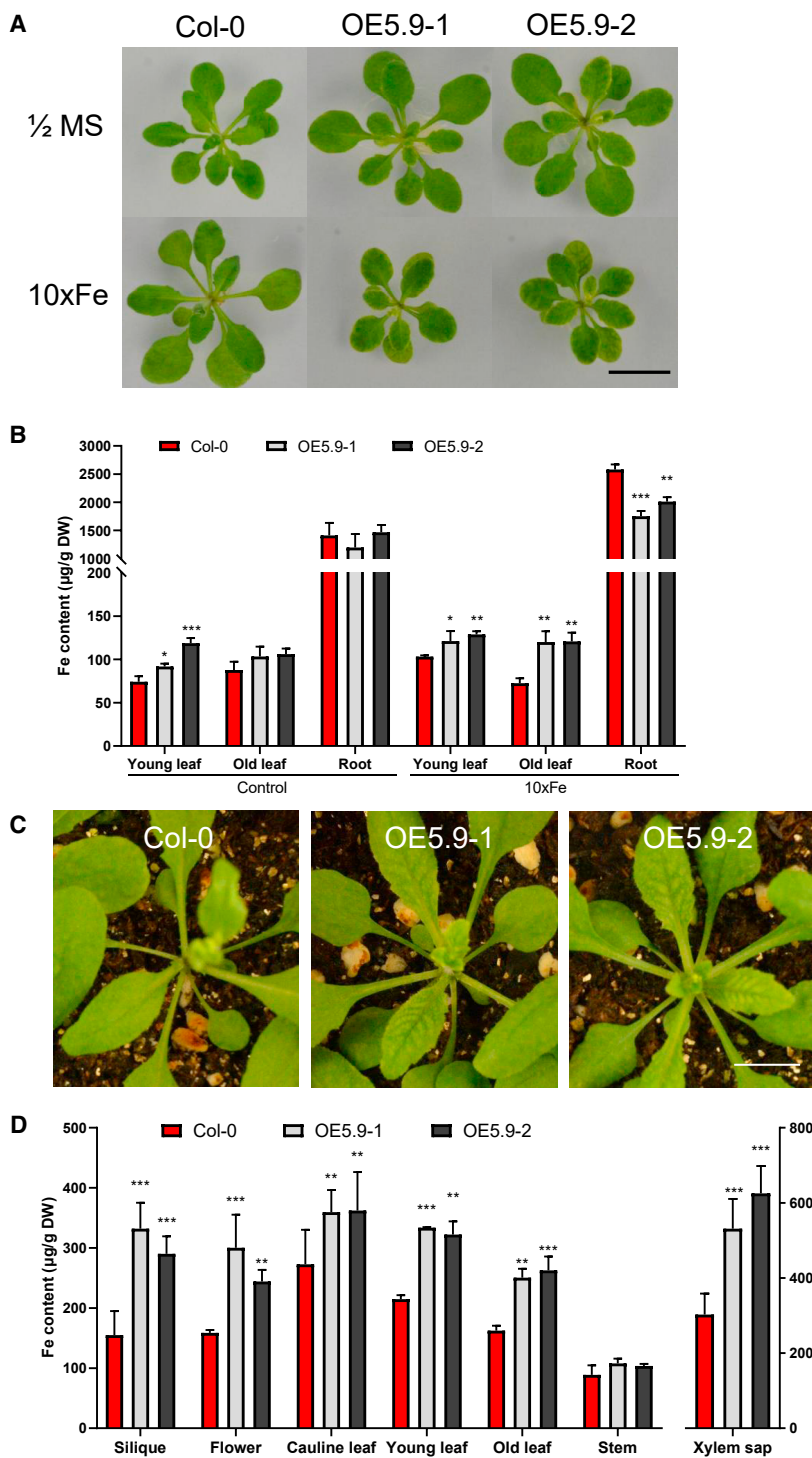 A
Col-0 OE5.9-1 OE5.9-2
½ MS
10xFe
B
Col-0 OE5.9-1 OE5.9-2
Fe content (µg/g DW)
3000
2500
2000
1500
1000
200
150
100
50
0
* *** * ** ** ** *** **
Young leaf Old leaf Root Young leaf Old leaf Root
Control 10xFe
C
Col-0 OE5.9-1 OE5.9-2
D
Col-0 OE5.9-1 OE5.9-2
Fe content (µg/g DW)
500
400
300
200
100
0
*** *** *** ** ** ** *** ** ** *** *** ***
800
600
400
200
0
Silique Flower Cauline leaf Young leaf Old leaf Stem Xylem sap